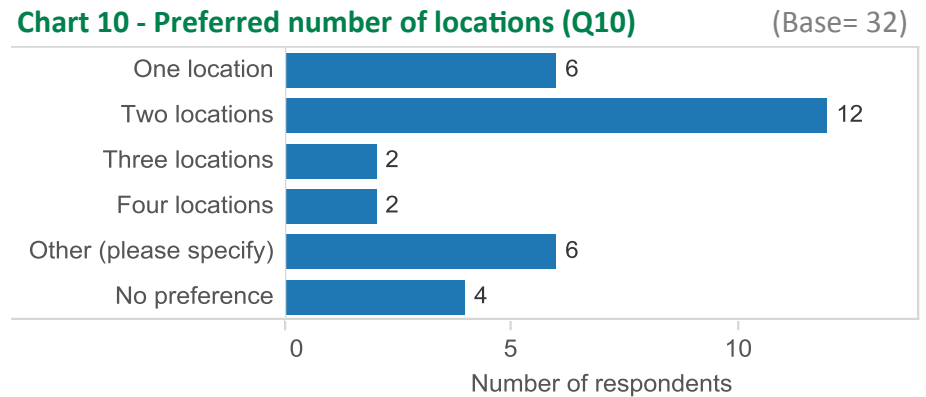 Chart 10 - Preferred number of locations (Q10) (Base= 32)
One location 6
Two locations 12
Three locations 2
Four locations 2
Other (please specify) 6
No preference 4
0 5 10
Number of respondents